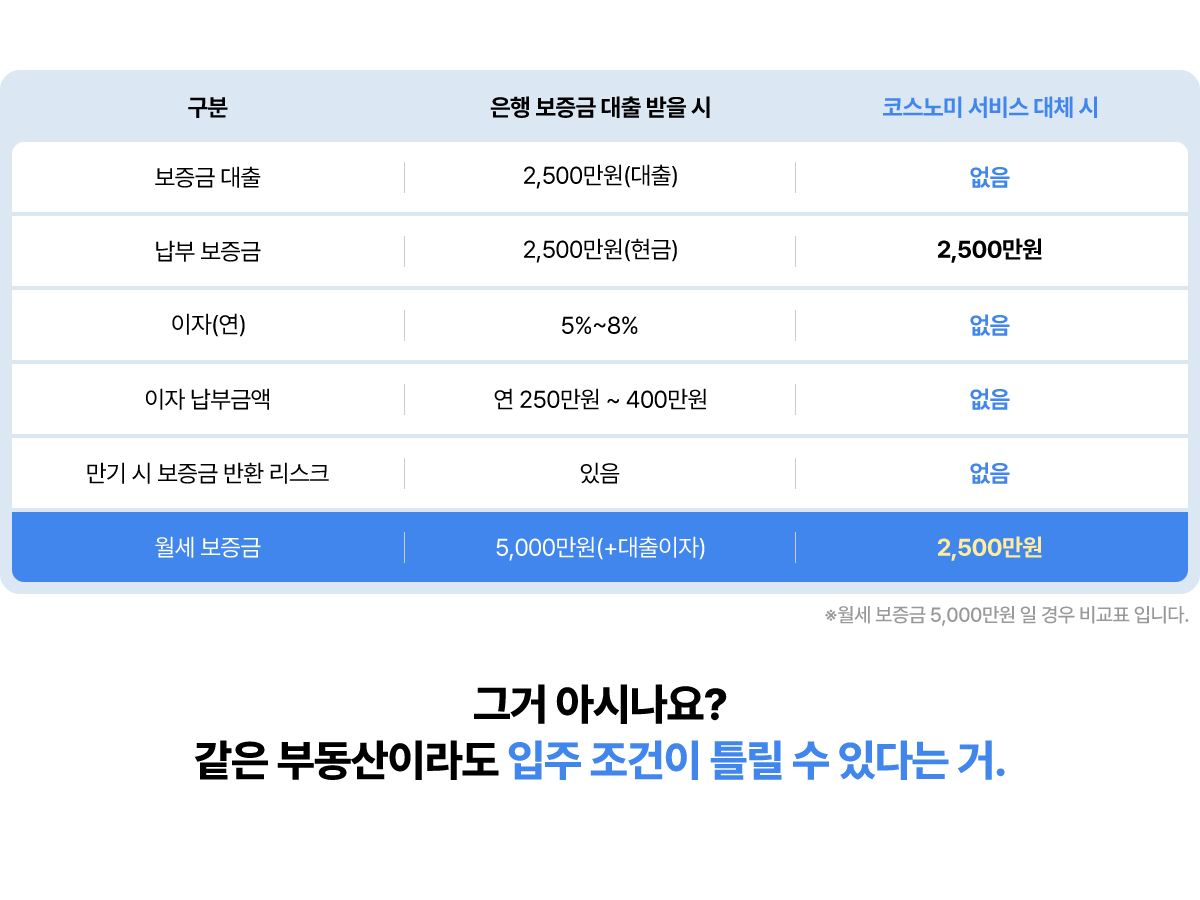 구분 은행 보증금 대출 받을 시 코스노미 서비스 대체 시
보증금 대출 2,500만원(대출) 없음
납부 보증금 2,500만원(현금) 2,500만원
이자(연) 5%~8% 없음
이자 납부금액 연 250만원 ~ 400만원 없음
만기 시 보증금 반환 리스크 있음 없음
월세 보증금 5,000만원(+대출이자) 2,500만원
※월세 보증금 5,000만원 일 경우 비교표 입니다.
그거 아시나요?
같은 부동산이라도 입주 조건이 틀릴 수 있다는 거.